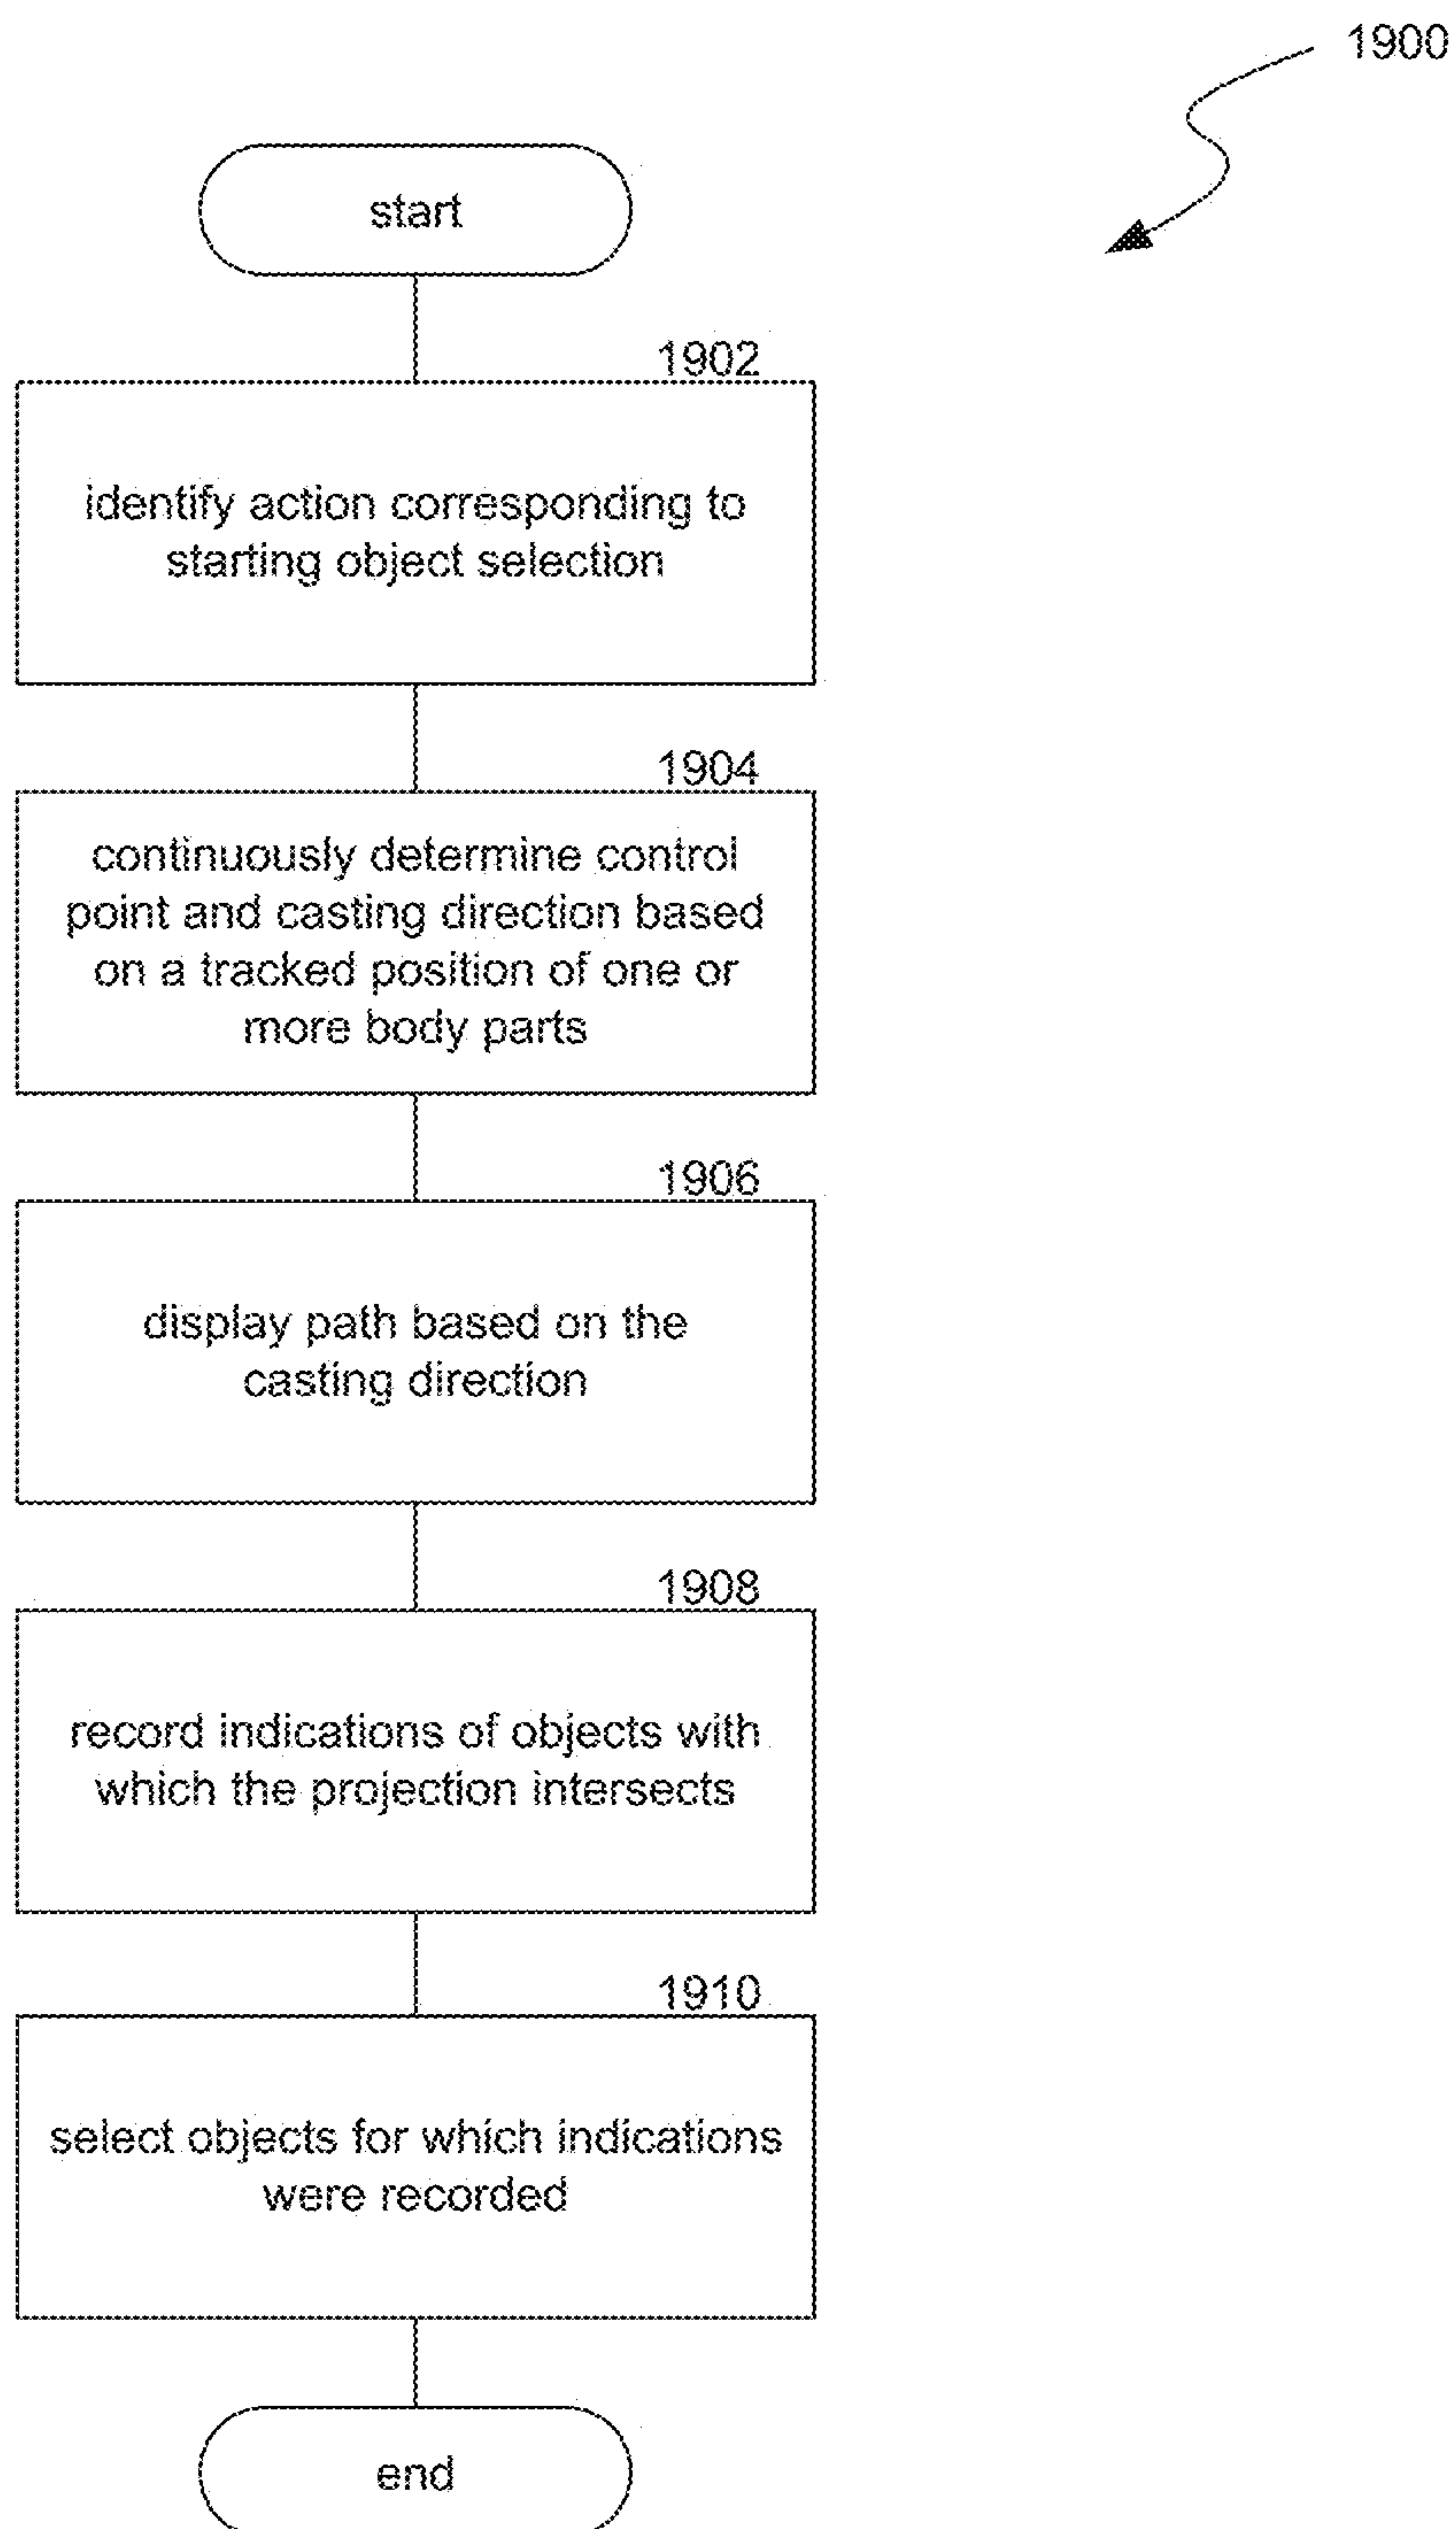 1900
start
1902
identify action corresponding to
starting object selection
1904
continuously determine control
point and casting direction based
on a tracked position of one or
more body parts
1906
display path based on the
casting direction
1908
record indications of objects with
which the projection intersects
1910
select objects for which indications
were recorded
end